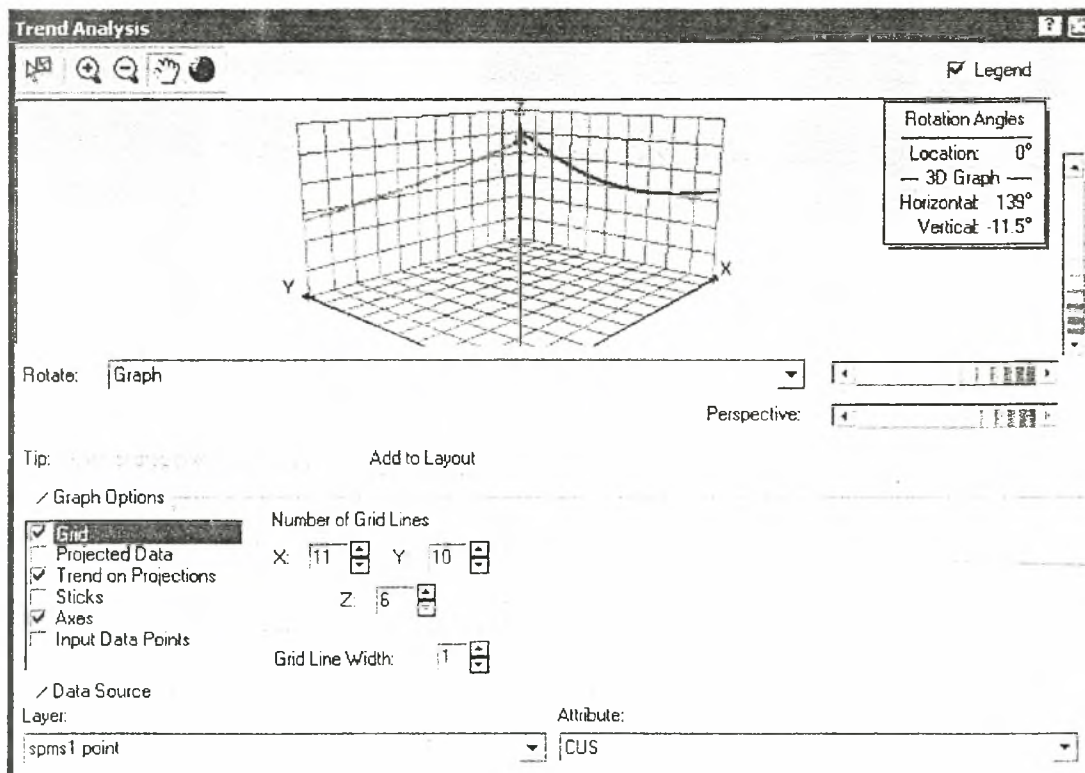 Trend Analysis
Legend
Rotation Angles
Location: 0°
3D Graph
Horizontal: 139°
Vertical: -11.5°
Y
X
Rotate: Graph
Perspective:
Tip:
Add to Layout
Graph Options
Grid
Projected Data
Trend on Projections
Sticks
Axes
Input Data Points
Number of Grid Lines
X: 11 Y: 10
Z: 6
Grid Line Width: 1
Data Source
Layer:
Attribute:
spms1 point
CUS